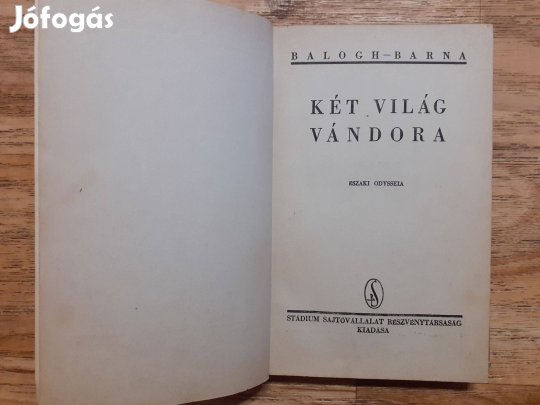 Jófogás
BALOGH-BARNA
KÉT VILÁG
VÁNDORA
ESZAKI ODYSSEIA
STÁDIUM SAJTÓVÁLLALAT RÉSZVÉNYTÁRSASÁG
KIADÁSA